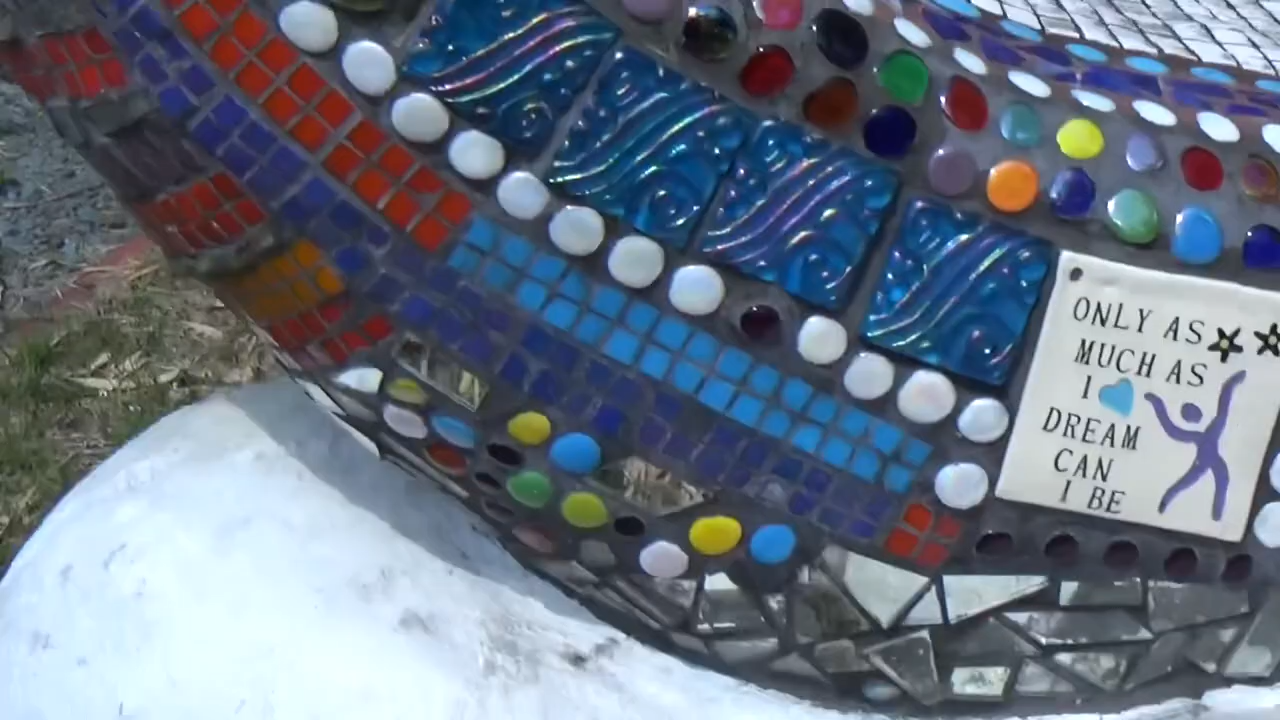 ONLY AS
MUCH AS
I
DREAM
CAN
I BE